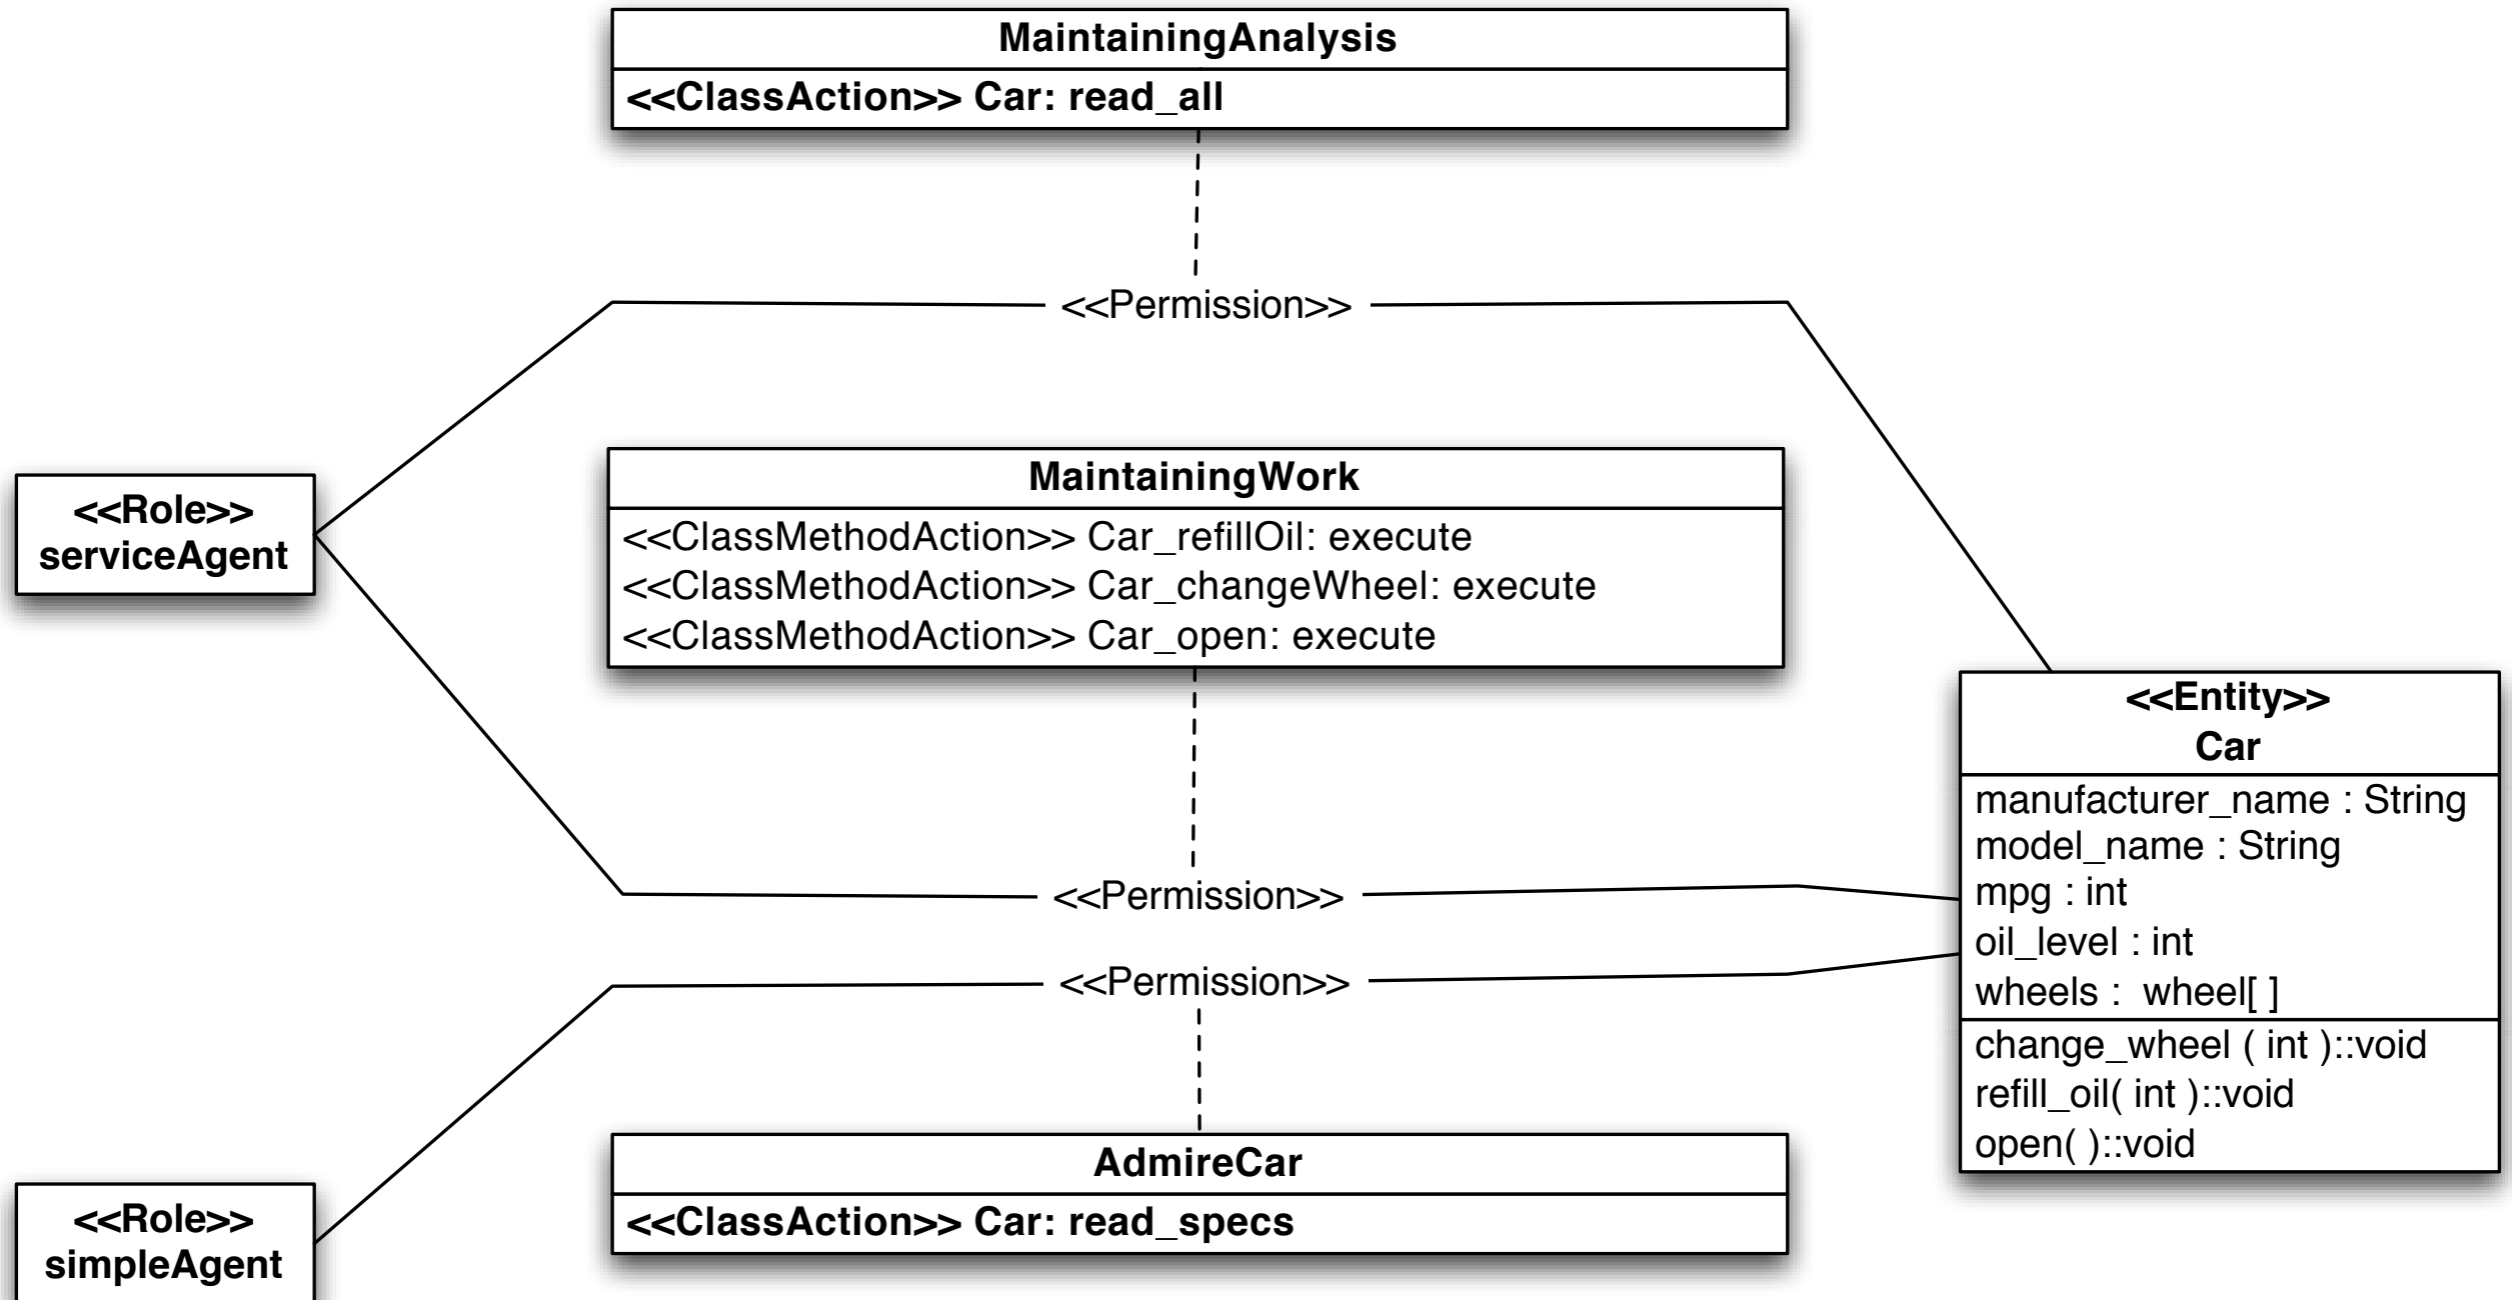 MaintainingAnalysis
<<ClassAction>> Car: read_all
<<Permission>>
<<Role>>
serviceAgent
MaintainingWork
<<ClassMethodAction>> Car_refillOil: execute
<<ClassMethodAction>> Car_changeWheel: execute
<<ClassMethodAction>> Car_open: execute
<<Permission>>
<<Entity>>
Car
manufacturer_name : String
model_name : String
mpg : int
oil_level : int
wheels :  wheel[ ]
change_wheel ( int )::void
refill_oil( int )::void
open( )::void
<<Permission>>
AdmireCar
<<ClassAction>> Car: read_specs
<<Role>>
simpleAgent